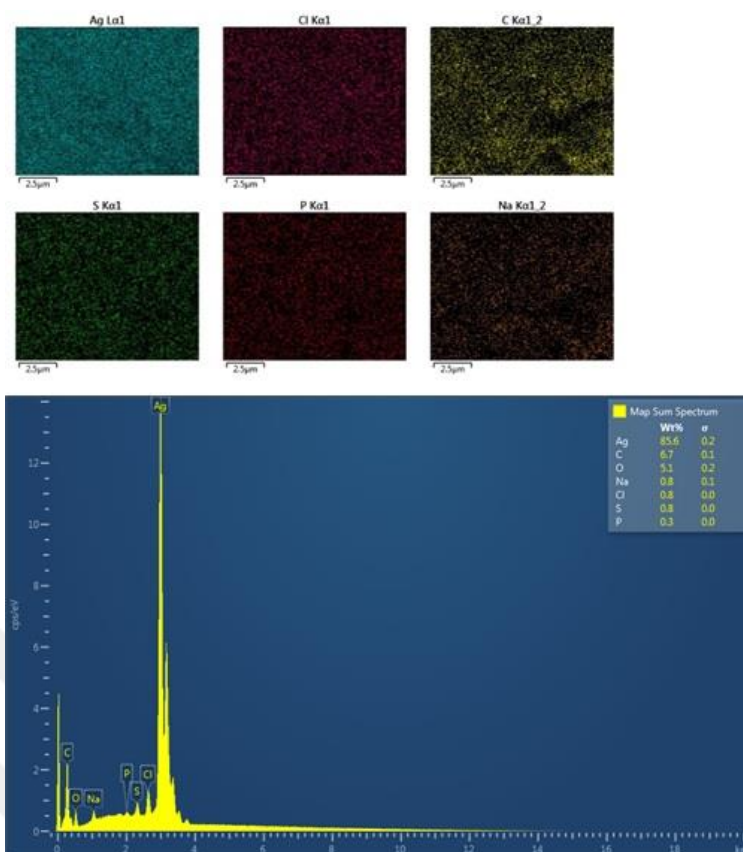 Ag Lα1 Cl Kα1 C Kα1_2
2.5µm 2.5µm 2.5µm
S Kα1 P Kα1 Na Kα1_2
2.5µm 2.5µm 2.5µm
Map Sum Spectrum
Wt% σ
Ag 85.6 0.2
C 6.7 0.1
O 5.1 0.2
Na 0.8 0.1
Cl 0.8 0.0
S 0.8 0.0
P 0.3 0.0
Ag
12
10
8
cps/eV
6
4
2
C
O
Na
P
S
Cl
0
0 2 4 6 8 10 12 14 16 18